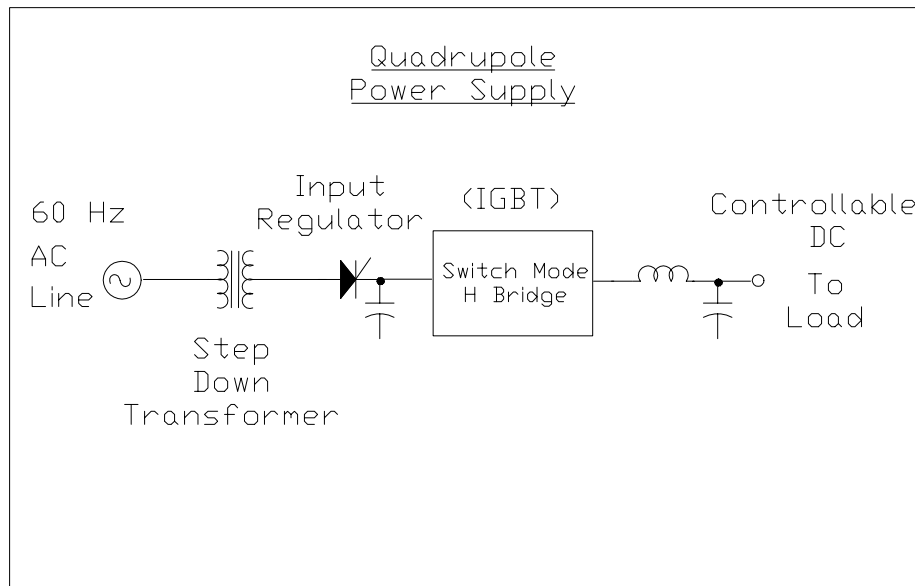 Quadrupole
Power Supply
Input
Regulator
(IGBT)
Controllable
DC
To
Load
60 Hz
AC
Line
Switch Mode
H Bridge
Step
Down
Transformer